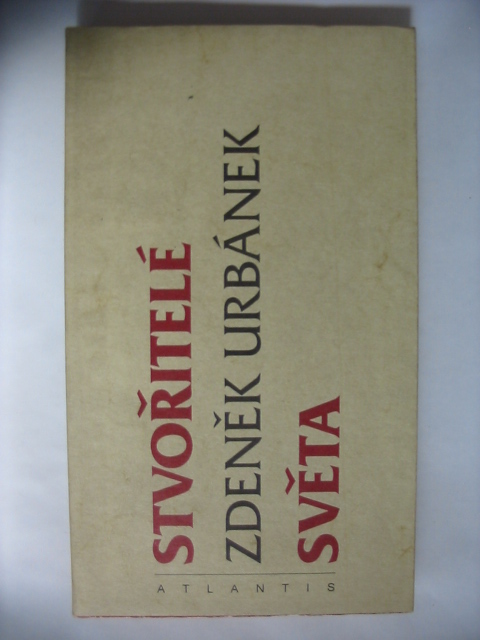 STVOŘITELÉ
ZDENĚK URBÁNEK
SVĚTA
ATLANTIS